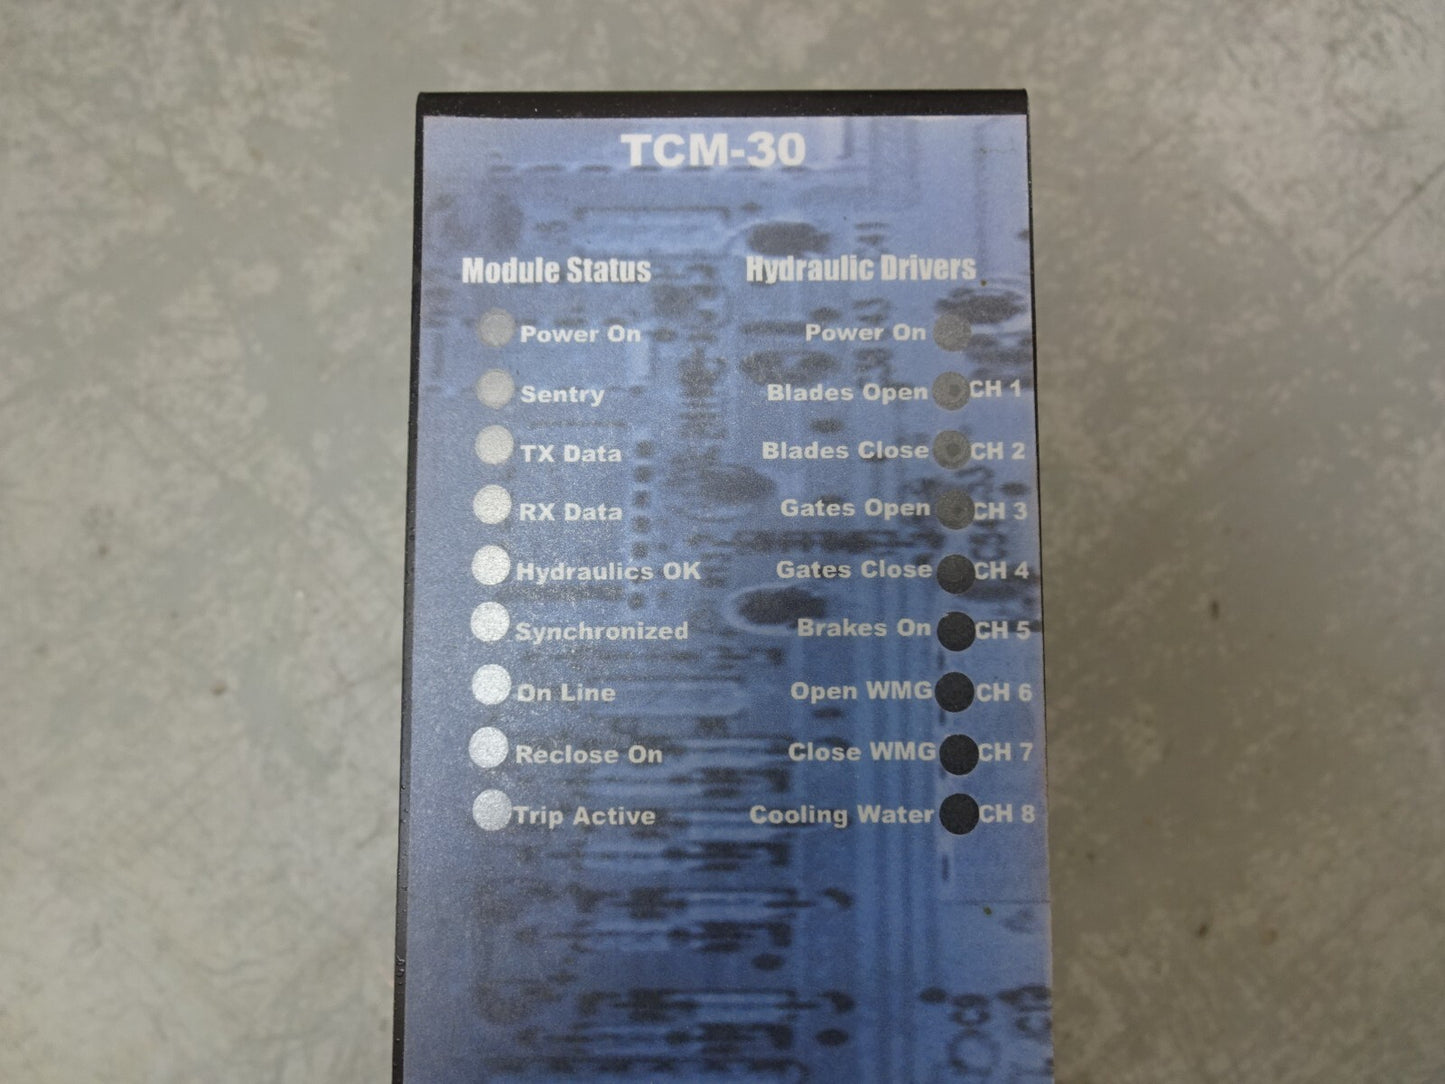 TCM-30
Module Status
Power On
Sentry
TX Data
RX Data
Hydraulics OK
Synchronized
On Line
Reclose On
Trip Active
Hydraulic Drivers
Power On
Blades Open CH 1
Blades Close CH 2
Gates Open CH 3
Gates Close CH 4
Brakes On CH 5
Open WMG CH 6
Close WMG CH 7
Cooling Water CH 8